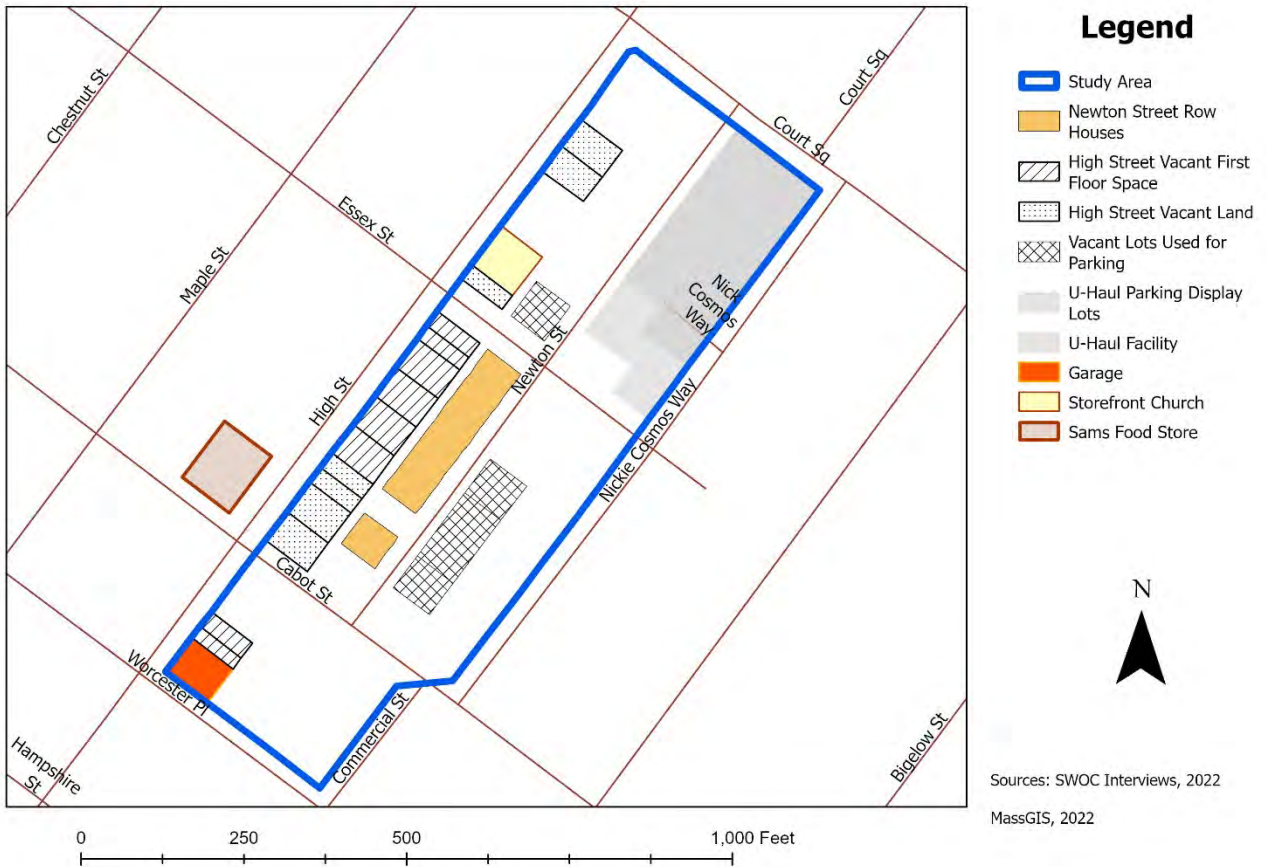 Legend
Study Area
Newton Street Row
Houses
High Street Vacant First
Floor Space
High Street Vacant Land
Vacant Lots Used for
Parking
U-Haul Parking Display
Lots
U-Haul Facility
Garage
Storefront Church
Sams Food Store
Chestnut St
Court Sq
Court Sq
Essex St
Maple St
Nick
Cosmos
Way
High St
Newton St
Nickie Cosmos Way
Cabot St
Worcester Pl
Commercial St
Hampshire
St
Bigelow St
N
Sources: SWOC Interviews, 2022
MassGIS, 2022
0 250 500 1,000 Feet